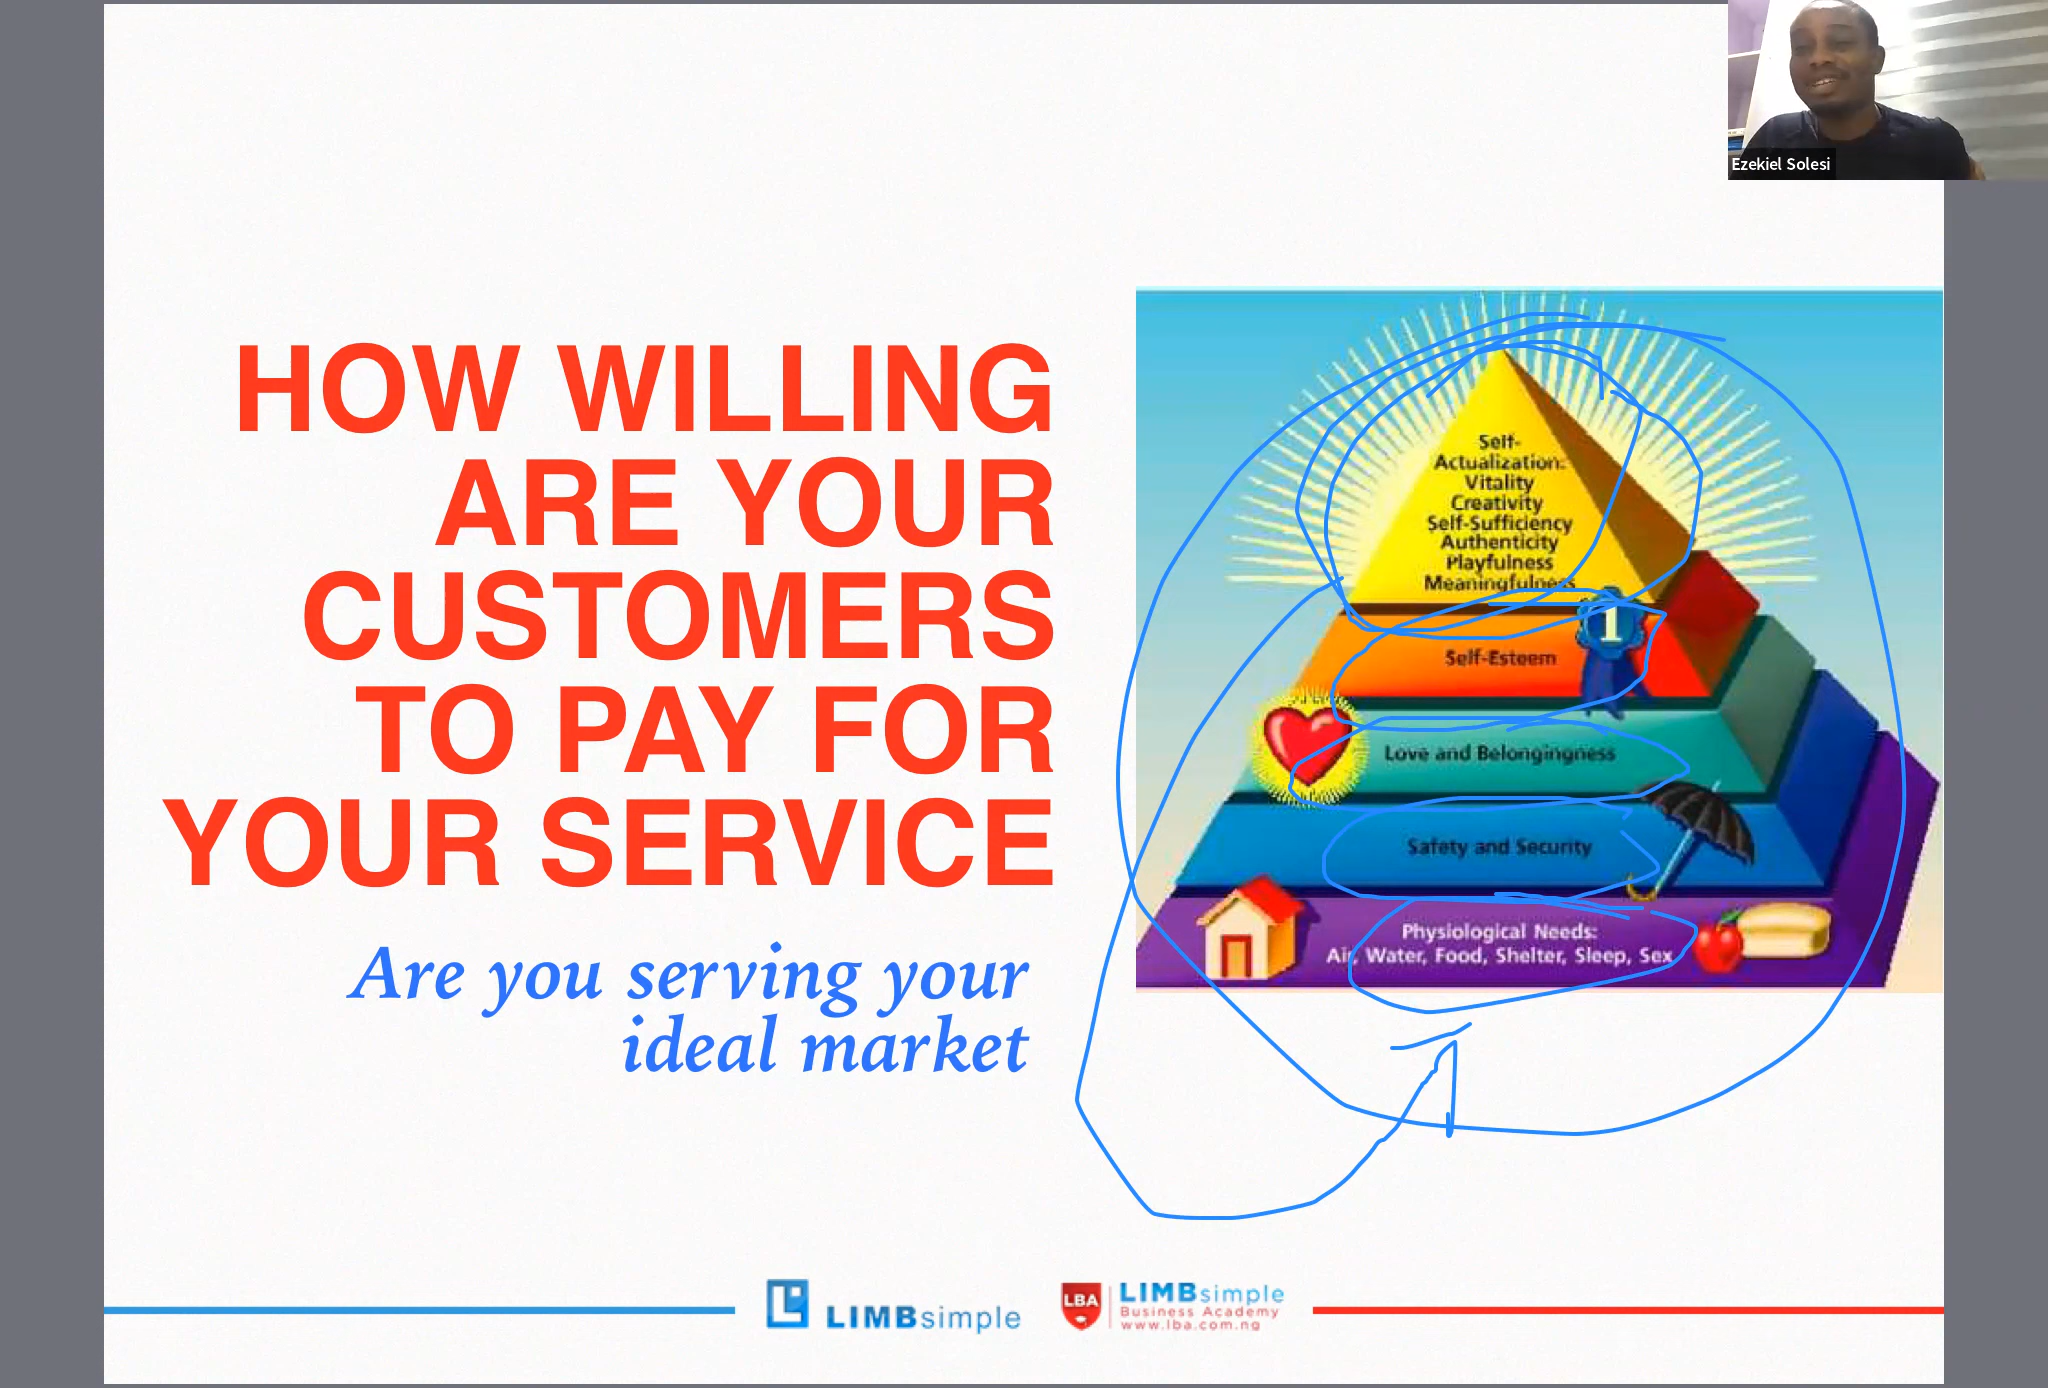 Ezekiel Solesi
HOW WILLING
ARE YOUR
CUSTOMERS
TO PAY FOR
YOUR SERVICE
Are you serving your
ideal market
Self-
Actualization:
Vitality
Creativity
Self-Sufficiency
Authenticity
Playfulness
Meaningfulness
1
Self-Esteem
Love and Belongingness
Safety and Security
Physiological Needs:
Air, Water, Food, Shelter, Sleep, Sex
LIMBsimple
LBA
LIMBsimple
Business Academy
www.lba.com.ng